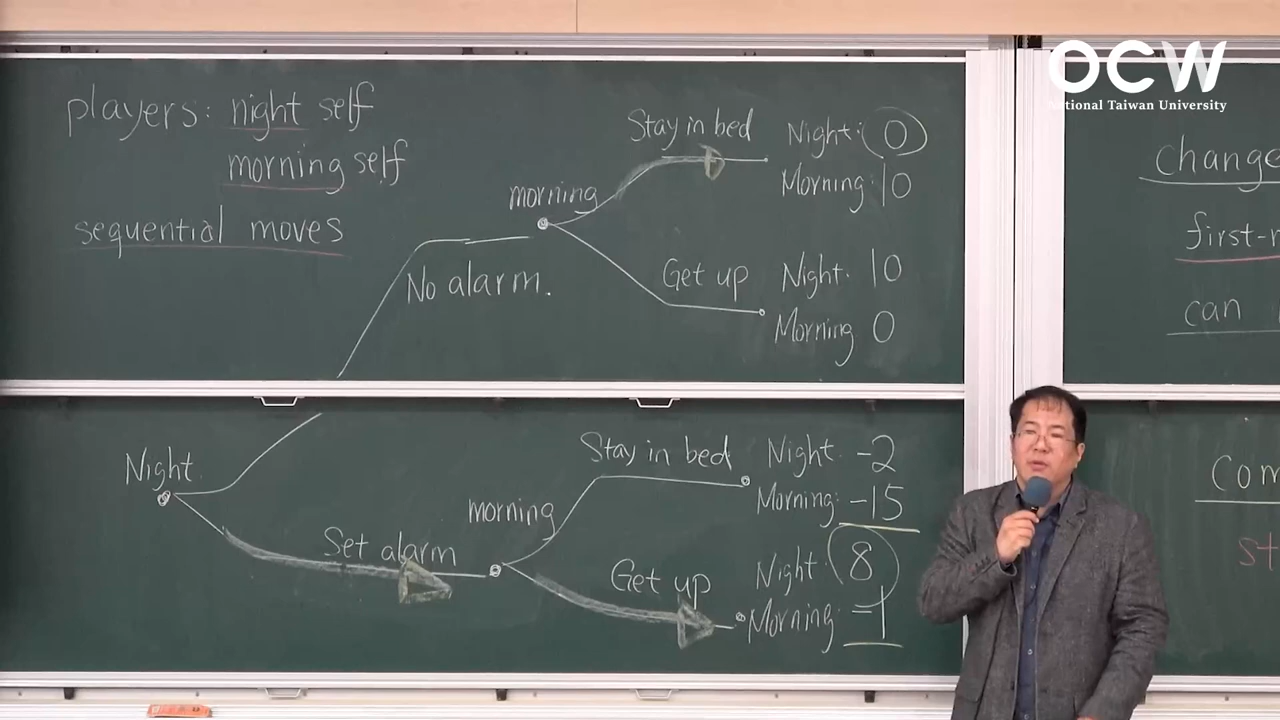 players: night self
morning self
sequential moves
No alarm.
morning
Stay in bed
Night: 0
Morning: 10
Get up
Night: 10
Morning 0
Night.
Set alarm
morning
Stay in bed
Night: -2
Morning: -15
Get up
Night: 8
Morning: -1
OCW
National Taiwan University
change
first-
can
Com
st